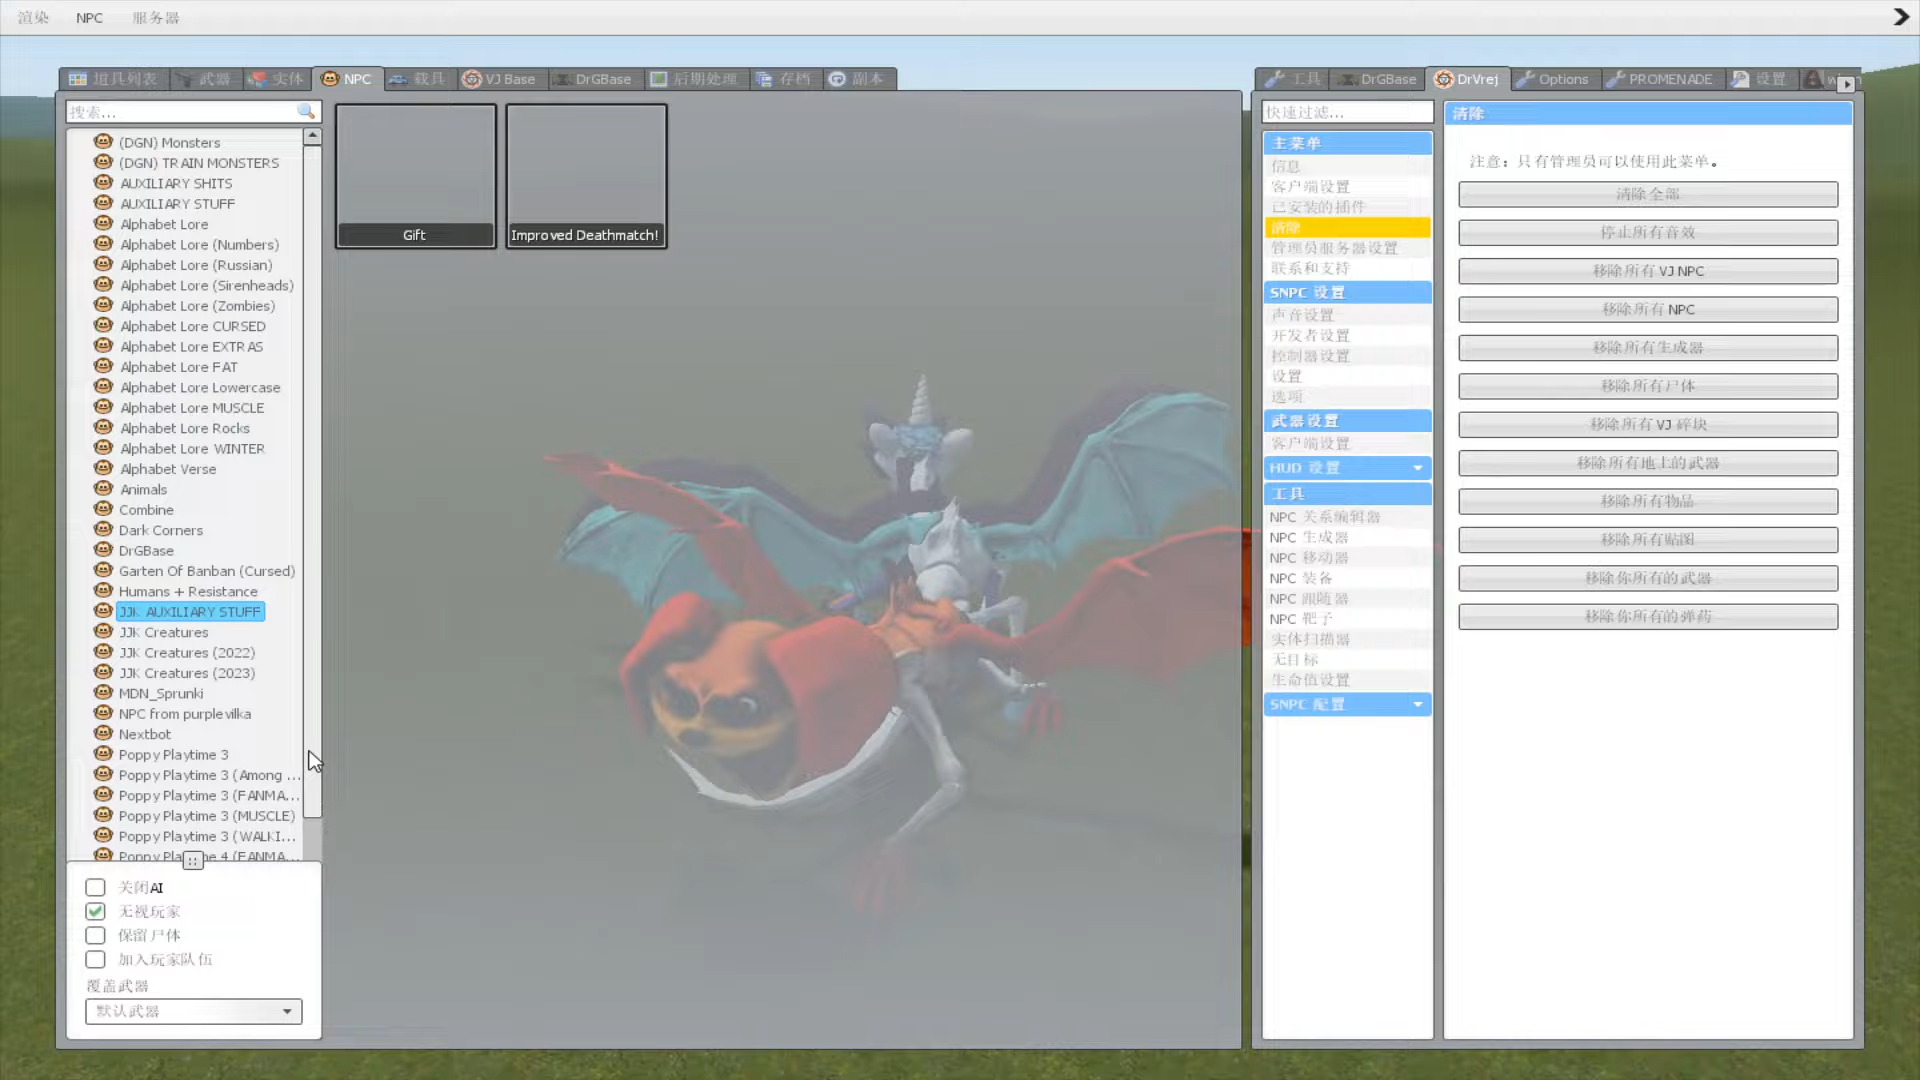 渲染 NPC 服务器
道具列表 武器 实体 NPC 载具 VJ Base DrGBase 后期处理 存档 副本
工具 DrGBase DrVrej Options PROMENADE 设置
搜索...
(DGN) Monsters
(DGN) TRAIN MONSTERS
AUXILIARY SHITS
AUXILIARY STUFF
Alphabet Lore
Alphabet Lore (Numbers)
Alphabet Lore (Russian)
Alphabet Lore (Sirenheads)
Alphabet Lore (Zombies)
Alphabet Lore CURSED
Alphabet Lore EXTRAS
Alphabet Lore FAT
Alphabet Lore Lowercase
Alphabet Lore MUSCLE
Alphabet Lore Rocks
Alphabet Lore WINTER
Alphabet Verse
Animals
Combine
Dark Corners
DrGBase
Garten Of Banban (Cursed)
Humans + Resistance
JJK AUXILIARY STUFF
JJK Creatures
JJK Creatures (2022)
JJK Creatures (2023)
MDN_Sprunki
NPC from purplevilka
Nextbot
Poppy Playtime 3
Poppy Playtime 3 (Among ...
Poppy Playtime 3 (FANMA...
Poppy Playtime 3 (MUSCLE)
Poppy Playtime 3 (WALKI...
关闭AI
无视玩家
保留尸体
加入玩家队伍
覆盖武器
默认武器
Gift
Improved Deathmatch!
快速过滤...
主菜单
信息
客户端设置
已安装的插件
清除
管理员服务器设置
联系和支持
SNPC 设置
声音设置
开发者设置
控制器设置
设置
选项
武器设置
客户端设置
HUD 设置
工具
NPC 关系编辑器
NPC 生成器
NPC 移动器
NPC 装备
NPC 跟随器
NPC 靶子
实体扫描器
无目标
生命值设置
SNPC 配置
清除
注意：只有管理员可以使用此菜单。
清除全部
停止所有音效
移除所有 VJ NPC
移除所有 NPC
移除所有生成器
移除所有尸体
移除所有 VJ 碎块
移除所有地上的武器
移除所有物品
移除所有贴图
移除你所有的武器
移除你所有的弹药